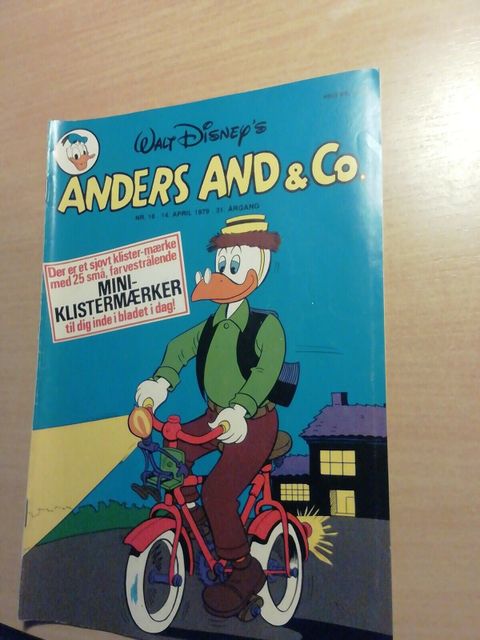 WALT DISNEY'S
ANDERS AND & Co.
NR. 16 . 14. APRIL 1979 . 31. ÅRGANG
Der er et sjovt klister-mærke
med 25 små, farvestrålende
MINI-
KLISTERMÆRKER
til dig inde i bladet i dag!